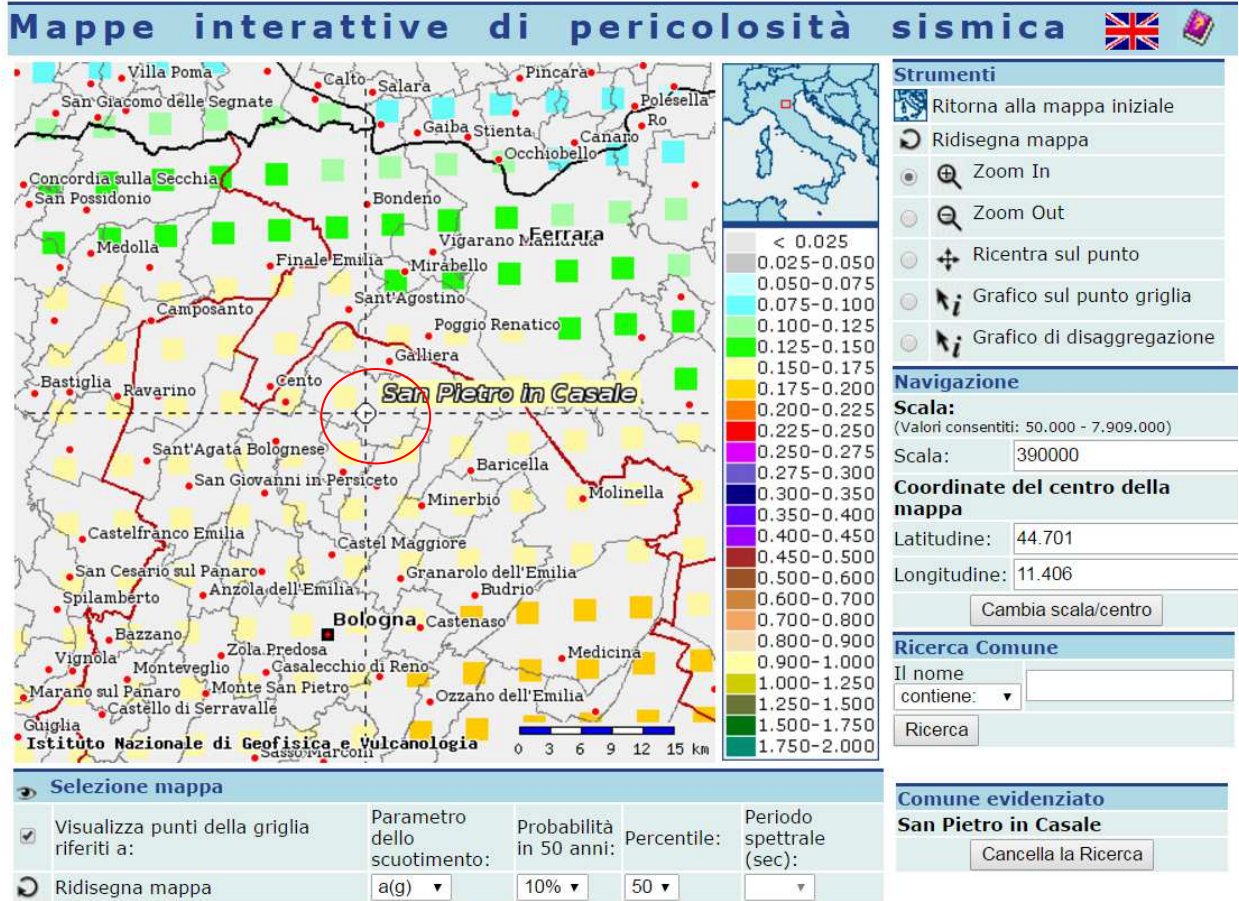 Mappe interattive di pericolosità sismica
Villa Poma
Calto
Salara
Pincara
San Giacomo delle Segnate
Polesella
Gaiba
Stienta
Ro
Canaro
Occhiobello
Concordia sulla Secchia
San Possidonio
Bondeno
Medolla
Vigarano Mainarda
Ferrara
Finale Emilia
Mirabello
Sant'Agostino
Camposanto
Poggio Renatico
Galliera
Bastiglia
Ravarino
Cento
San Pietro in Casale
Sant'Agata Bolognese
Baricella
San Giovanni in Persiceto
Minerbio
Molinella
Castelfranco Emilia
Castel Maggiore
San Cesario sul Panaro
Granarolo dell'Emilia
Spilamberto
Anzola dell'Emilia
Budrio
Bologna
Castenaso
Bazzano
Zola Predosa
Medicina
Vignola
Monteveglio
Casalecchio di Reno
Marano sul Panaro
Monte San Pietro
Ozzano dell'Emilia
Castello di Serravalle
Guiglia
Istituto Nazionale di Geofisica e Vulcanologia
Sasso Marconi
0 3 6 9 12 15 km
< 0.025
0.025-0.050
0.050-0.075
0.075-0.100
0.100-0.125
0.125-0.150
0.150-0.175
0.175-0.200
0.200-0.225
0.225-0.250
0.250-0.275
0.275-0.300
0.300-0.350
0.350-0.400
0.400-0.450
0.450-0.500
0.500-0.600
0.600-0.700
0.700-0.800
0.800-0.900
0.900-1.000
1.000-1.250
1.250-1.500
1.500-1.750
1.750-2.000
Strumenti
Ritorna alla mappa iniziale
Ridisegna mappa
Zoom In
Zoom Out
Ricentra sul punto
Grafico sul punto griglia
Grafico di disaggregazione
Navigazione
Scala:
(Valori consentiti: 50.000 - 7.909.000)
Scala: 390000
Coordinate del centro della
mappa
Latitudine: 44.701
Longitudine: 11.406
Cambia scala/centro
Ricerca Comune
Il nome
contiene:
Ricerca
Selezione mappa
Visualizza punti della griglia
riferiti a:
Parametro
dello
scuotimento:
Probabilità
in 50 anni:
Percentile:
Periodo
spettrale
(sec):
Ridisegna mappa
a(g)
10%
50
Comune evidenziato
San Pietro in Casale
Cancella la Ricerca